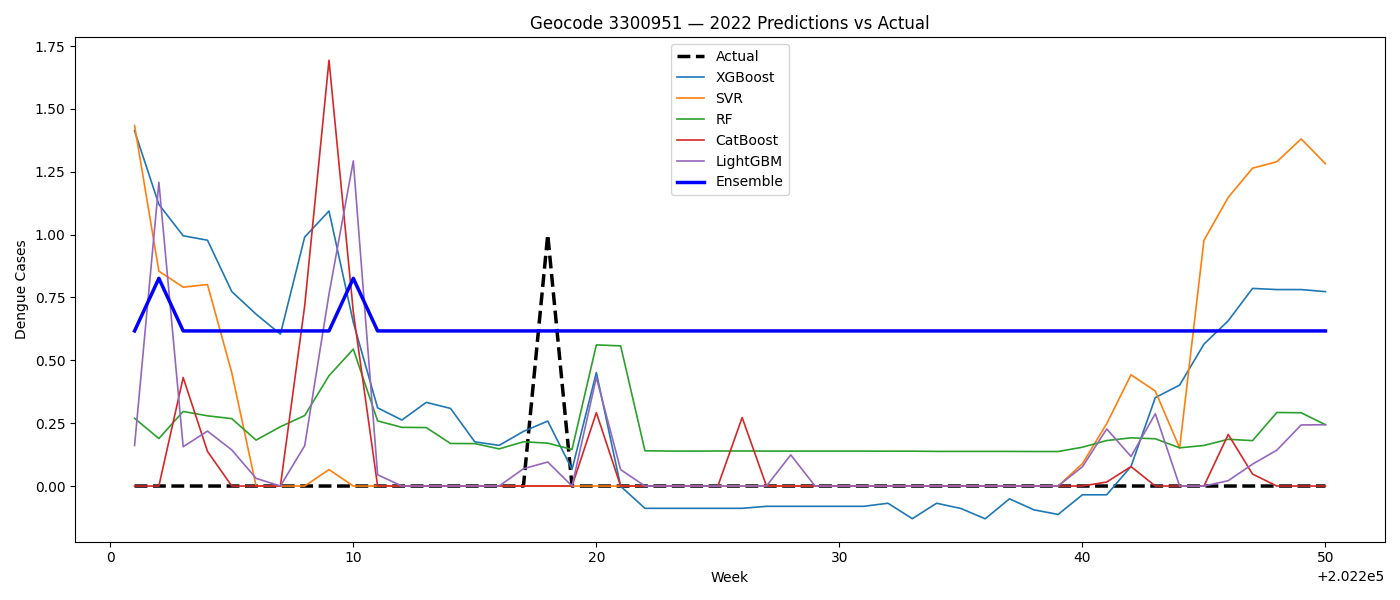 Geocode 3300951 — 2022 Predictions vs Actual
Dengue Cases
1.75
1.50
1.25
1.00
0.75
0.50
0.25
0.00
Actual
XGBoost
SVR
RF
CatBoost
LightGBM
Ensemble
0
10
20
30
40
50
Week
+2.022e5